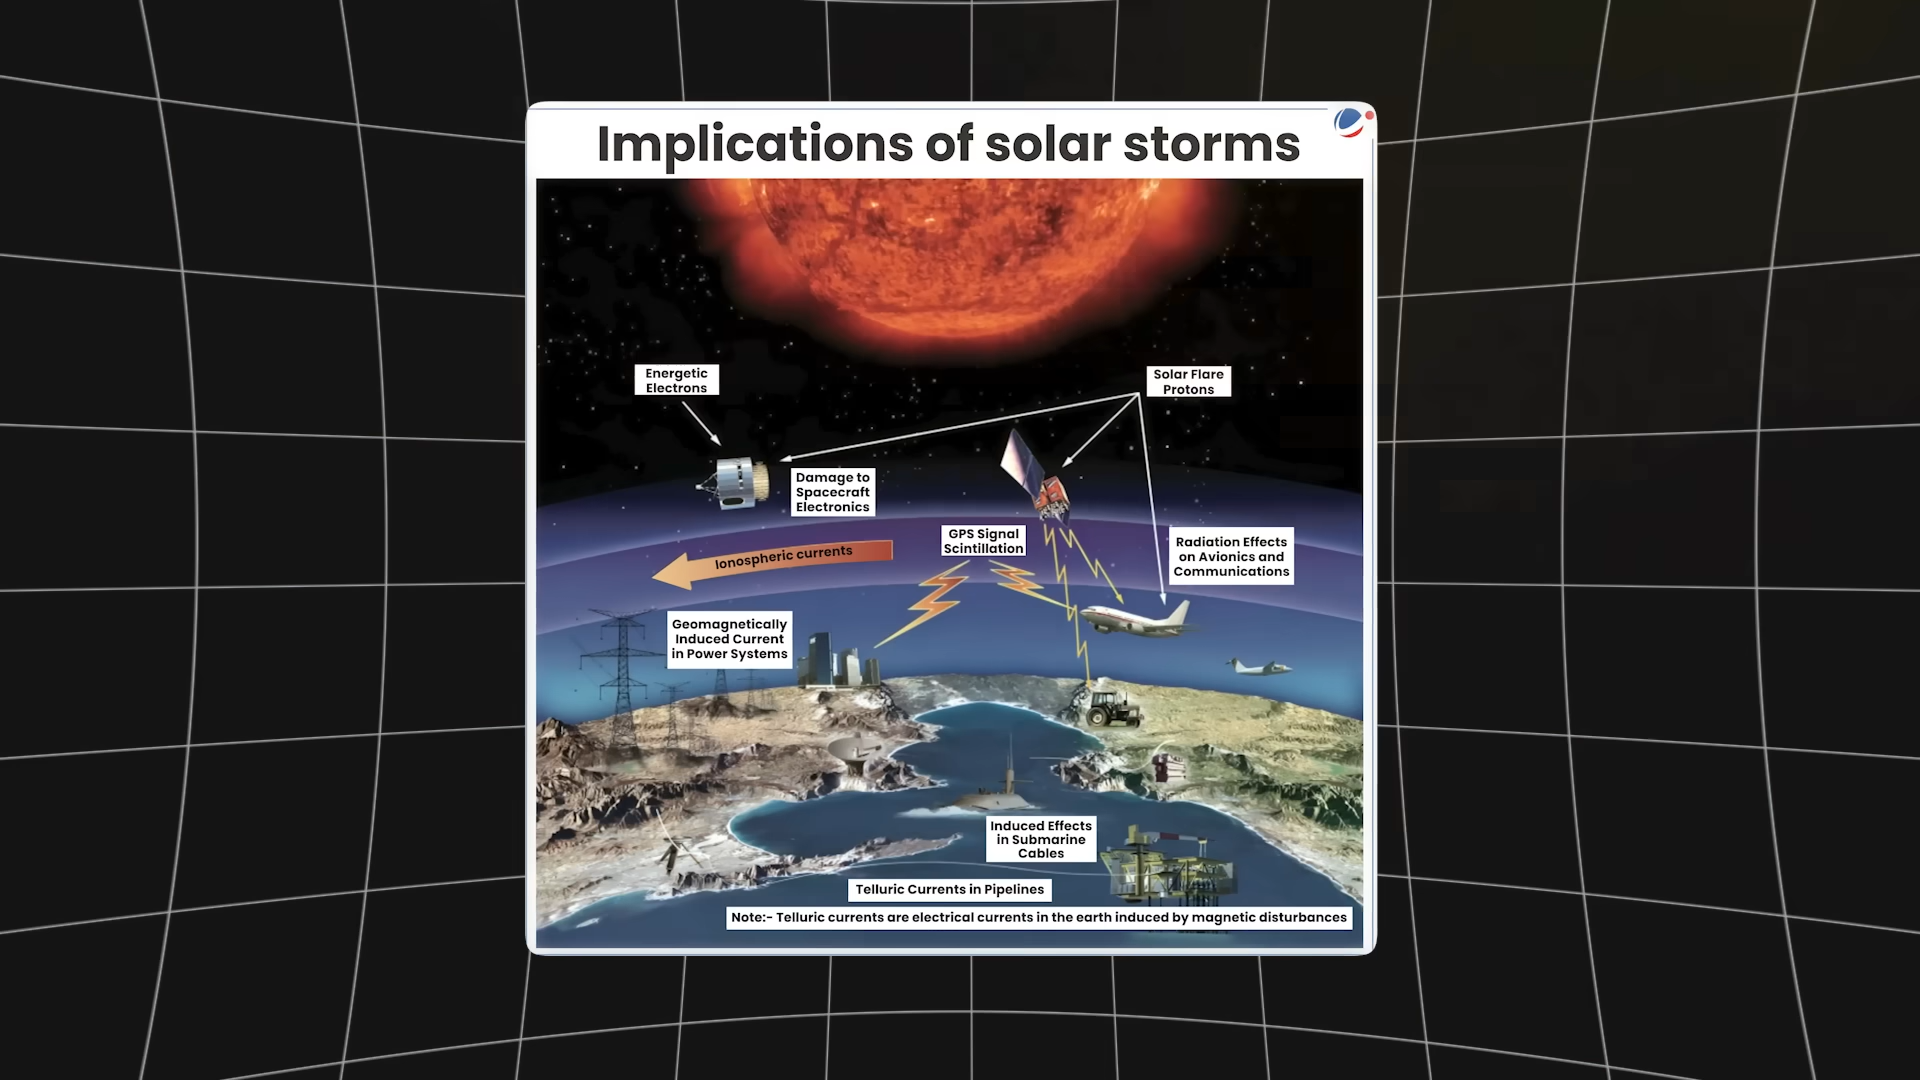 Implications of solar storms
Energetic
Electrons
Solar Flare
Protons
Damage to
Spacecraft
Electronics
GPS Signal
Scintillation
Radiation Effects
on Avionics and
Communications
Ionospheric currents
Geomagnetically
Induced Current
in Power Systems
Induced Effects
in Submarine
Cables
Telluric Currents in Pipelines
Note:- Telluric currents are electrical currents in the earth induced by magnetic disturbances